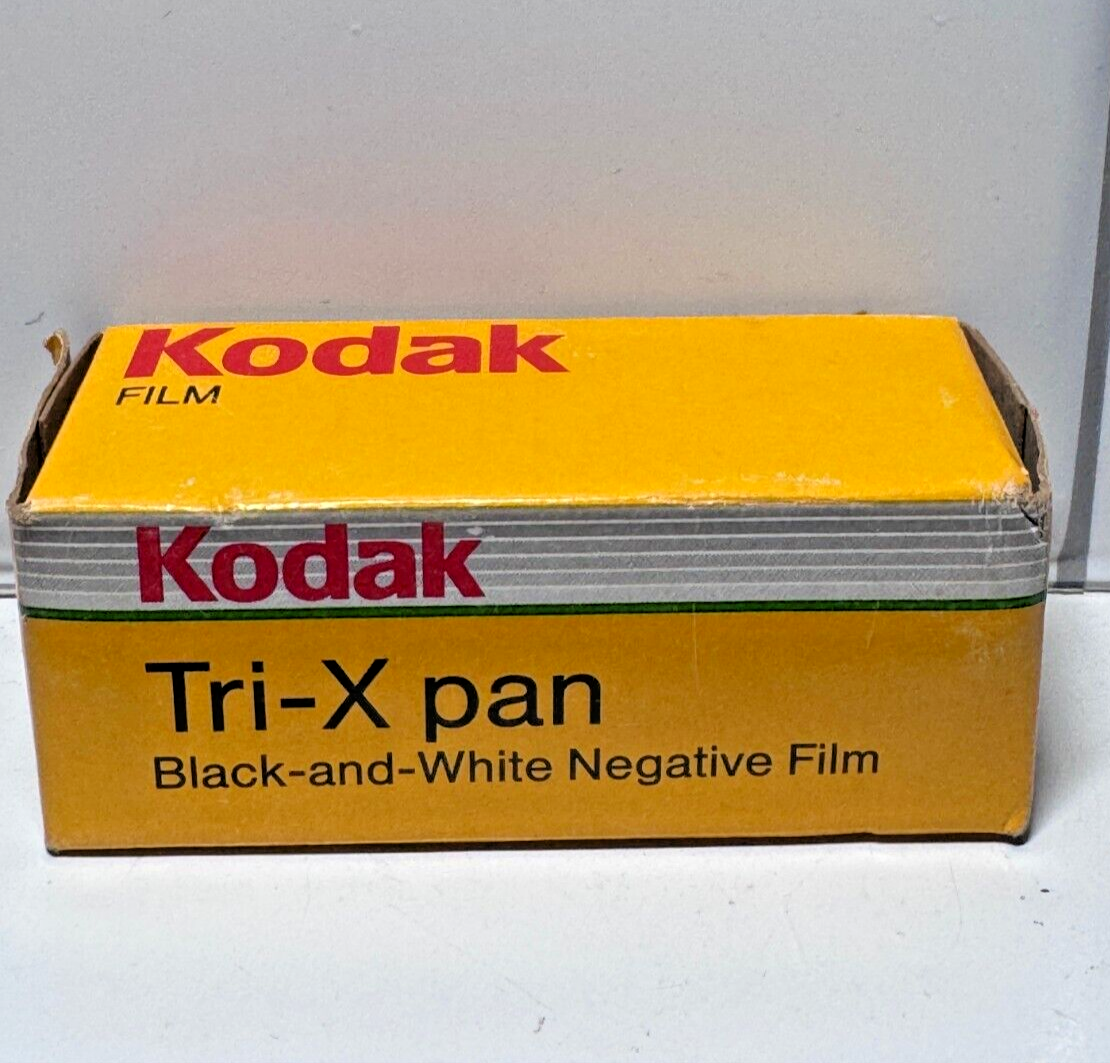 Kodak
FILM
Kodak
Tri-X pan
Black-and-White Negative Film